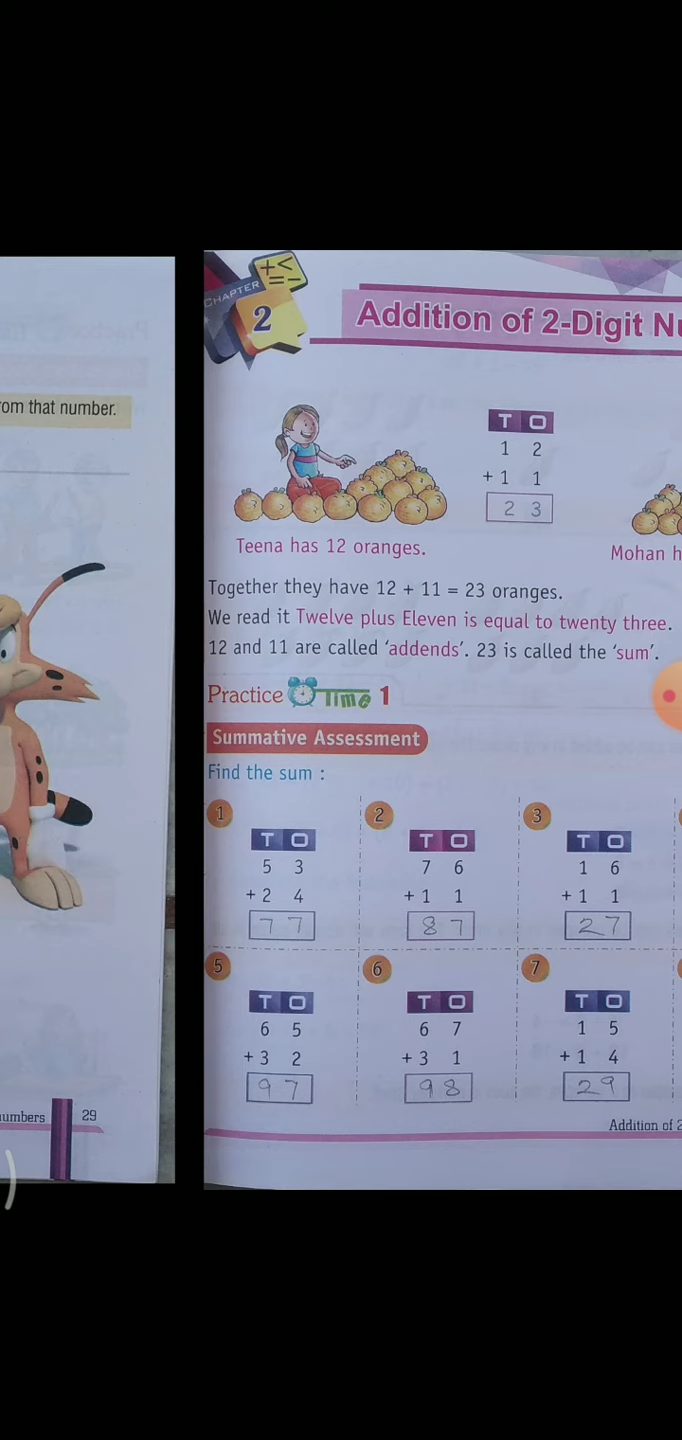 rom that number.
umbers 29
CHAPTER
2
Addition of 2-Digit Nu
T O
1 2
+ 1 1
2 3
Teena has 12 oranges.
Mohan h
Together they have 12 + 11 = 23 oranges.
We read it Twelve plus Eleven is equal to twenty three.
12 and 11 are called ‘addends’. 23 is called the ‘sum’.
Practice Time 1
Summative Assessment
Find the sum :
1 2 3
T O T O T O
5 3 7 6 1 6
+ 2 4 + 1 1 + 1 1
7 7 8 7 2 7
5 6 7
T O T O T O
6 5 6 7 1 5
+ 3 2 + 3 1 + 1 4
9 7 9 8 2 9
Addition of 2